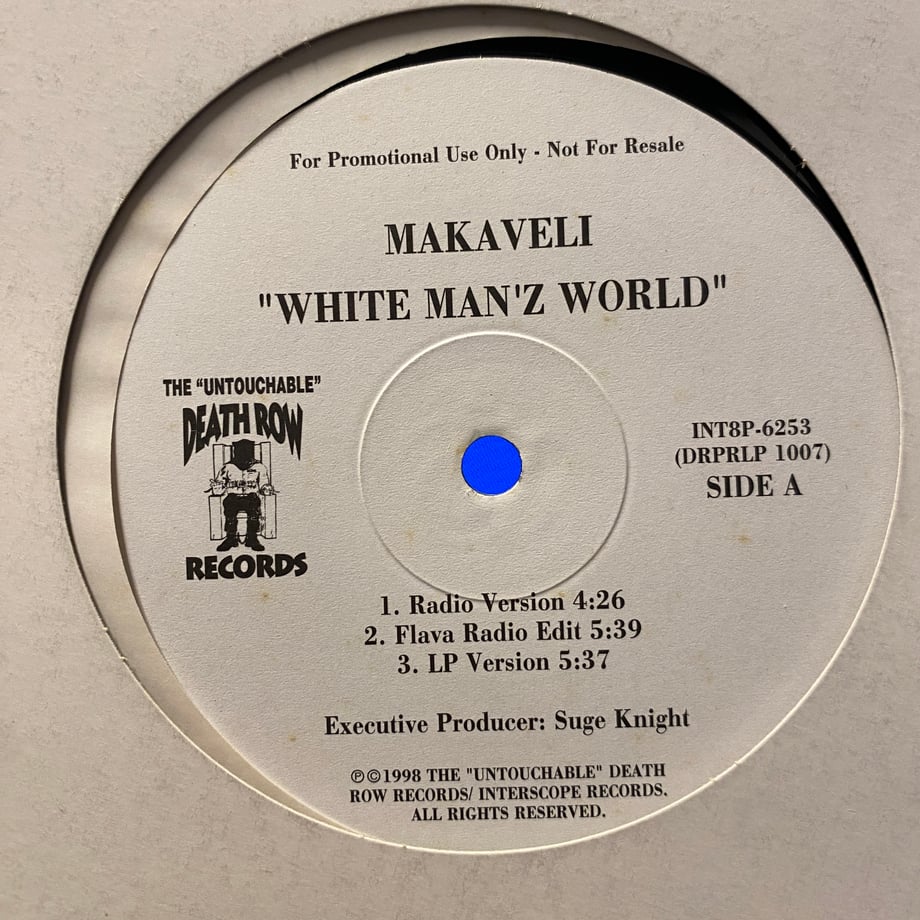 For Promotional Use Only - Not For Resale
MAKAVELI
"WHITE MAN'Z WORLD"
THE "UNTOUCHABLE"
DEATH ROW
RECORDS
INT8P-6253
(DRPRLP 1007)
SIDE A
1. Radio Version 4:26
2. Flava Radio Edit 5:39
3. LP Version 5:37
Executive Producer: Suge Knight
℗©1998 THE "UNTOUCHABLE" DEATH
ROW RECORDS/ INTERSCOPE RECORDS.
ALL RIGHTS RESERVED.